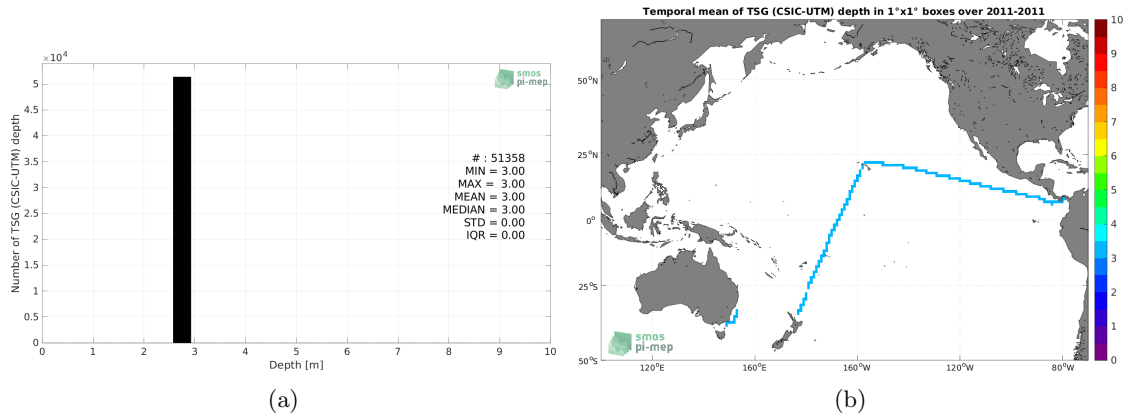 ×10⁴
5
4.5
4
3.5
3
2.5
2
1.5
1
0.5
0
Number of TSG (CSIC-UTM) depth
smos
pi-mep
# : 51358
MIN = 3.00
MAX = 3.00
MEAN = 3.00
MEDIAN = 3.00
STD = 0.00
IQR = 0.00
0 1 2 3 4 5 6 7 8 9 10
Depth [m]
(a)
Temporal mean of TSG (CSIC-UTM) depth in 1°x1° boxes over 2011-2011
50°N
25°N
0°
25°S
50°S
120°E 160°E 160°W 120°W 80°W
smos
pi-mep
10
9
8
7
6
5
4
3
2
1
0
(b)